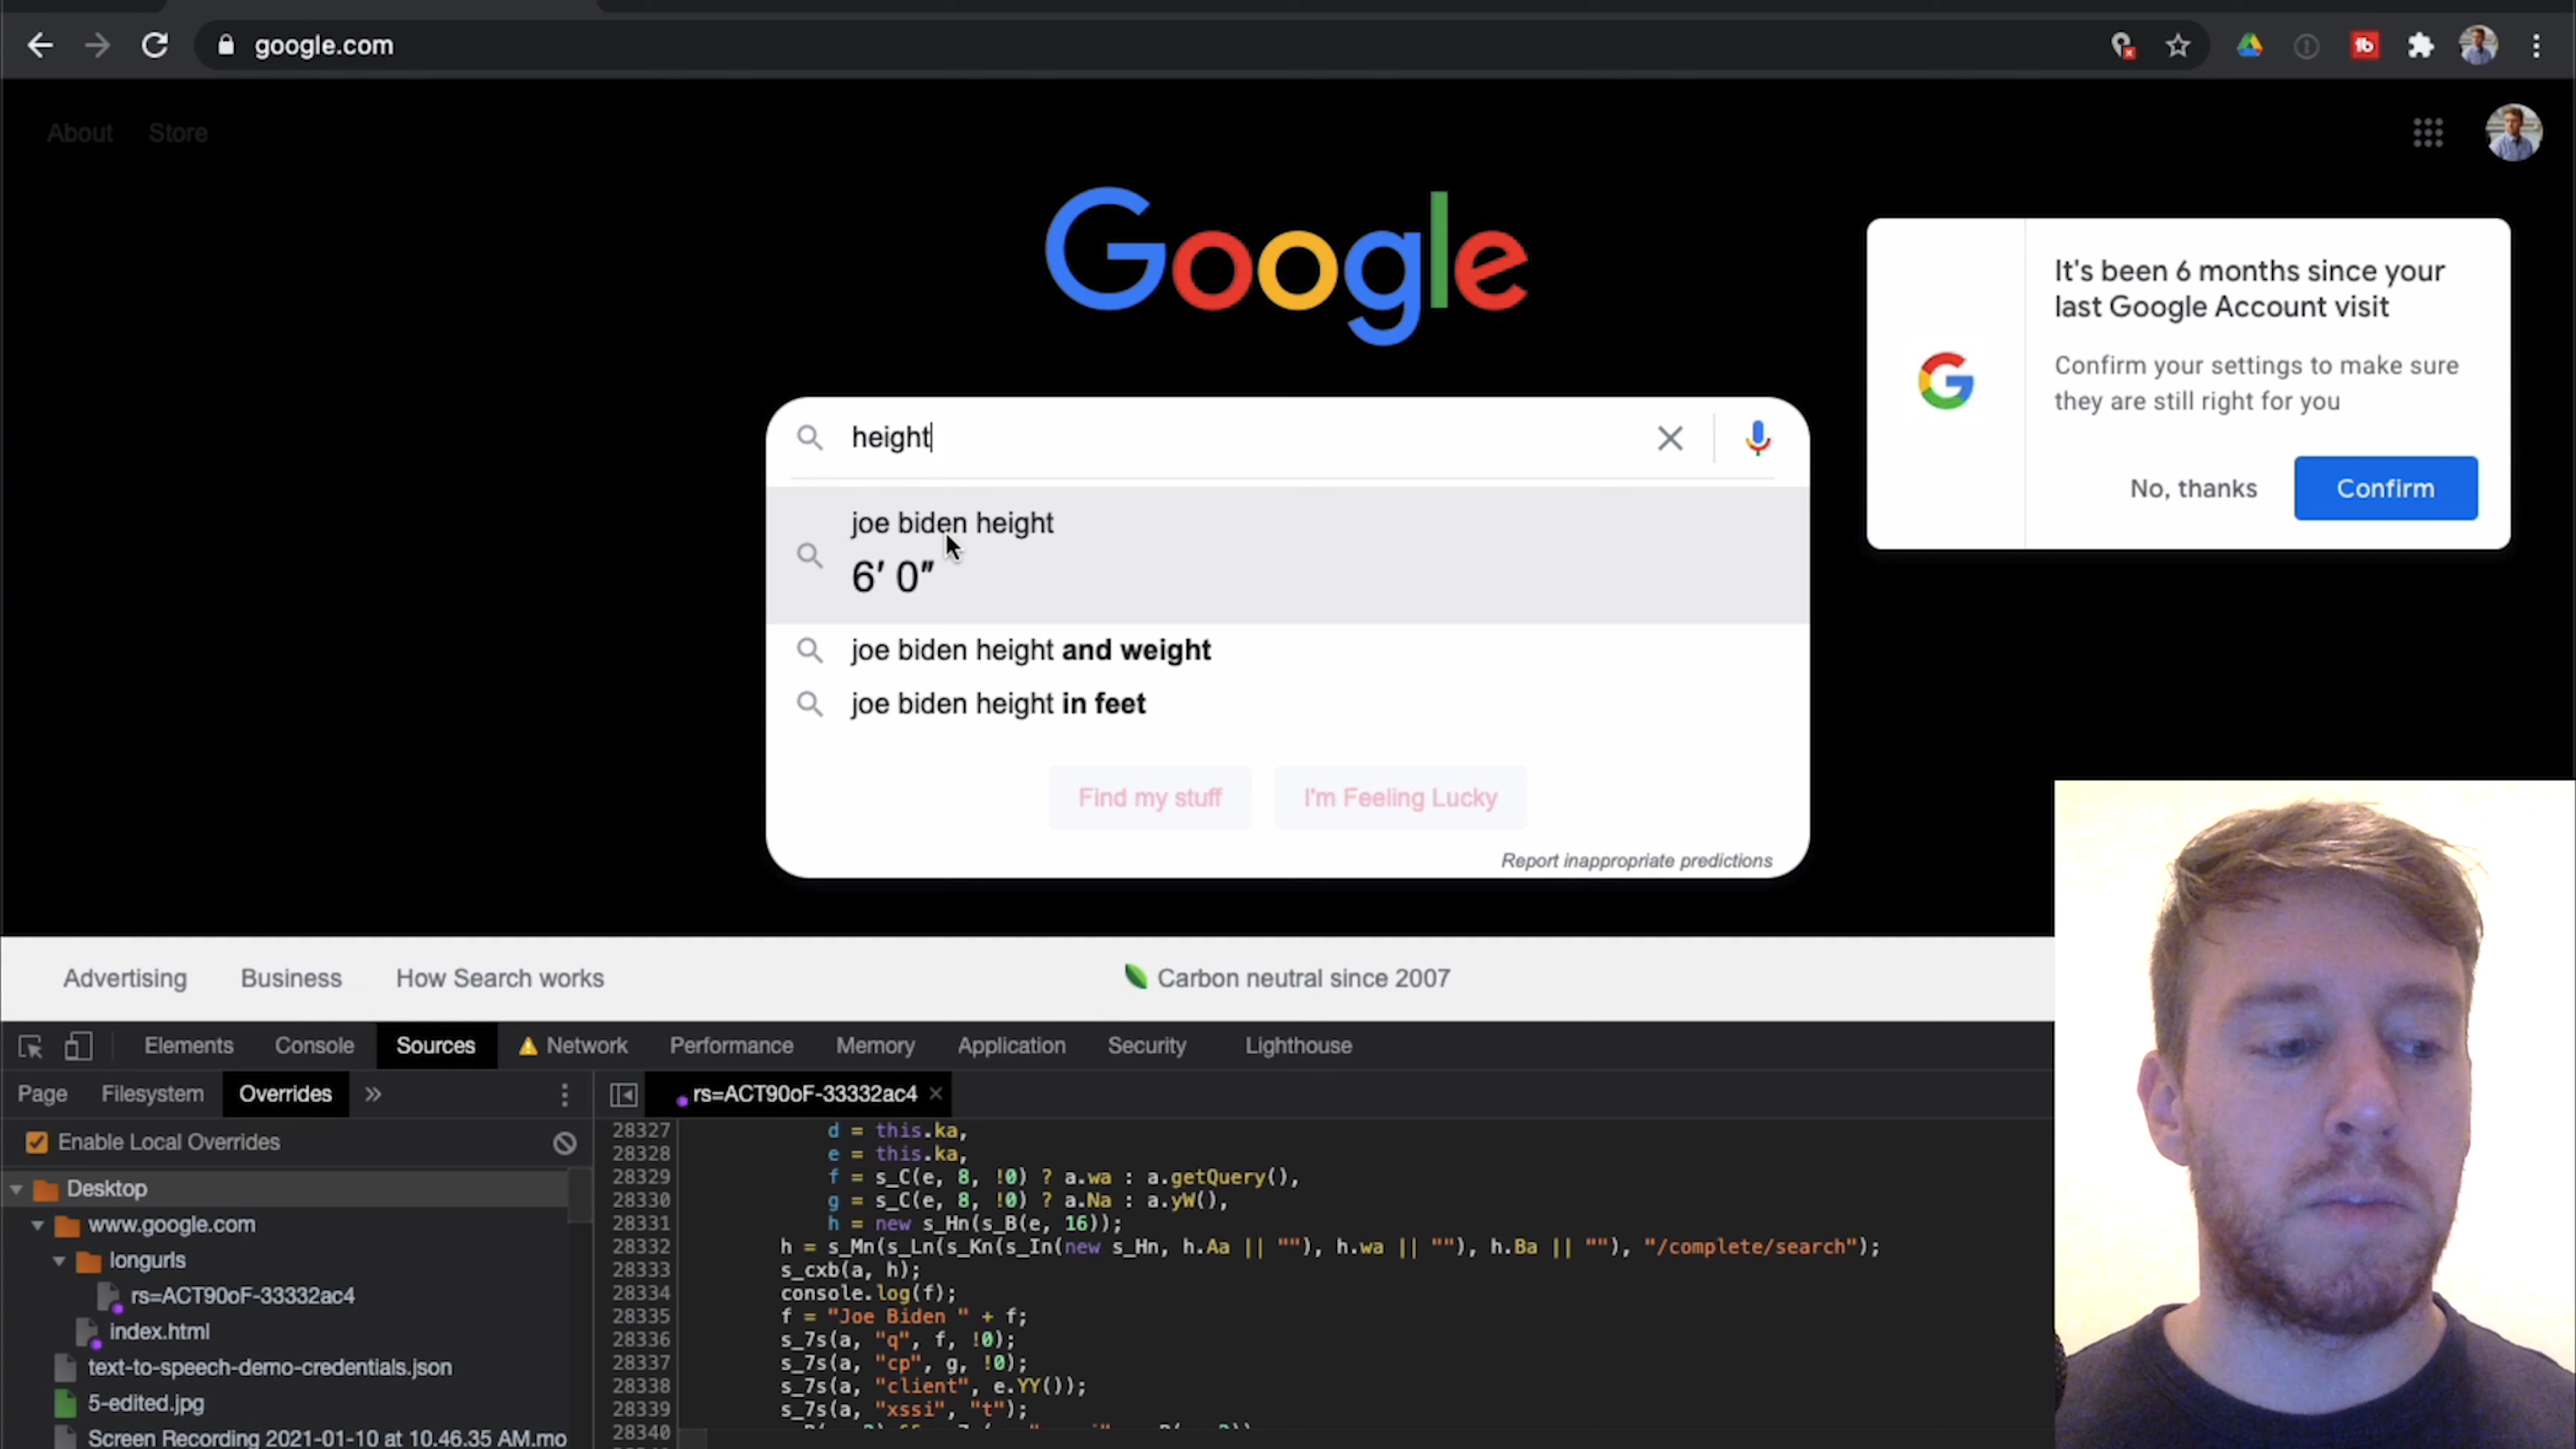 google.com
About Store
Google
It's been 6 months since your
last Google Account visit
Confirm your settings to make sure
they are still right for you
No, thanks Confirm
height
joe biden height
6′ 0″
joe biden height and weight
joe biden height in feet
Find my stuff I'm Feeling Lucky
Report inappropriate predictions
Advertising Business How Search works Carbon neutral since 2007
Elements Console Sources Network Performance Memory Application Security Lighthouse
Page Filesystem Overrides »
Enable Local Overrides
Desktop
www.google.com
longurls
rs=ACT90oF-33332ac4
index.html
text-to-speech-demo-credentials.json
5-edited.jpg
Screen Recording 2021-01-10 at 10.46.35 AM.mo
rs=ACT90oF-33332ac4 ×
28327 d = this.ka,
28328 e = this.ka,
28329 f = s_C(e, 8, !0) ? a.wa : a.getQuery(),
28330 g = s_C(e, 8, !0) ? a.Na : a.yW(),
28331 h = new s_Hn(s_B(e, 16));
28332 h = s_Mn(s_Ln(s_Kn(s_In(new s_Hn, h.Aa || ""), h.wa || ""), h.Ba || ""), "/complete/search");
28333 s_cxb(a, h);
28334 console.log(f);
28335 f = "Joe Biden " + f;
28336 s_7s(a, "q", f, !0);
28337 s_7s(a, "cp", g, !0);
28338 s_7s(a, "client", e.YY());
28339 s_7s(a, "xssi", "t");
28340